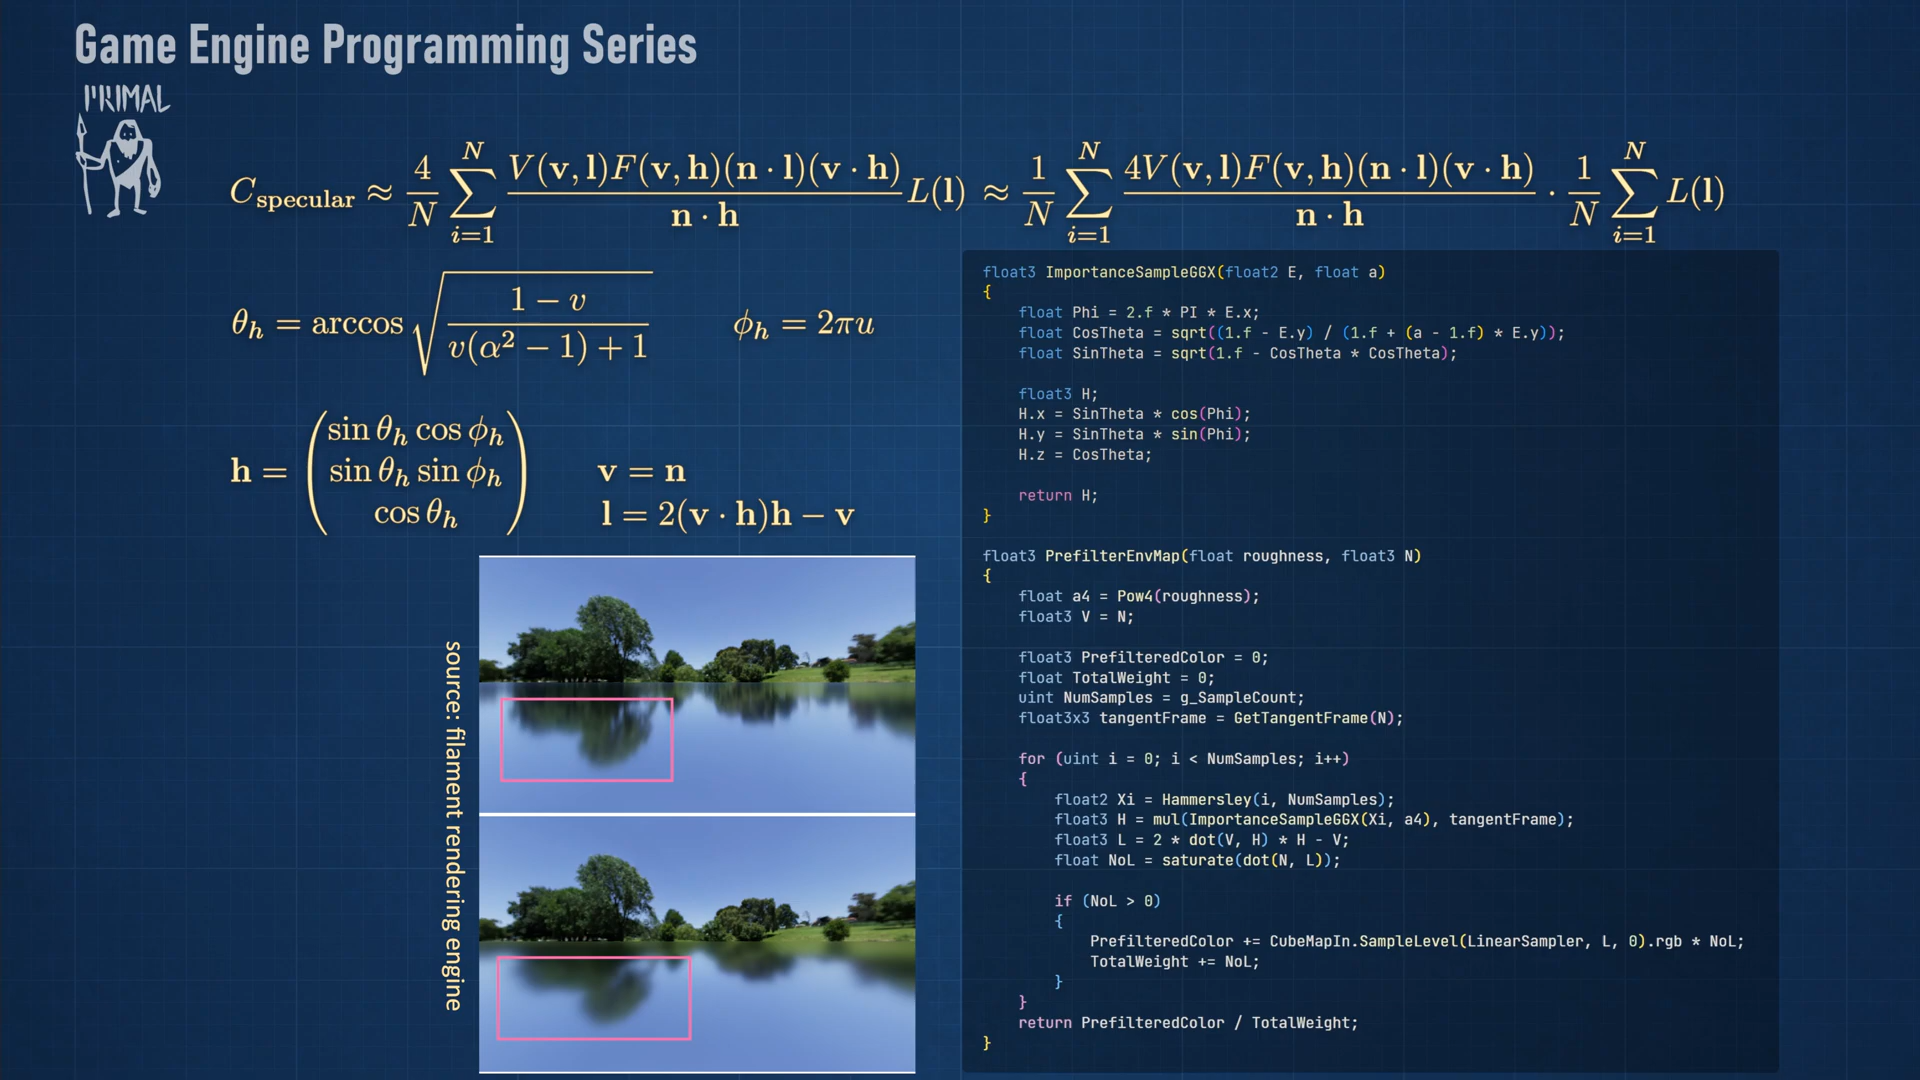 Game Engine Programming Series
PRIMAL
C_specular ≈ 4/N ∑_{i=1}^{N} V(v, l)F(v, h)(n · l)(v · h) / n · h L(l) ≈ 1/N ∑_{i=1}^{N} 4V(v, l)F(v, h)(n · l)(v · h) / n · h · 1/N ∑_{i=1}^{N} L(l)
θ_h = arccos √((1 − v) / (v(α² − 1) + 1))
ϕ_h = 2πu
h = (sin θ_h cos ϕ_h
sin θ_h sin ϕ_h
cos θ_h)
v = n
l = 2(v · h)h − v
source: filament rendering engine
float3 ImportanceSampleGGX(float2 E, float a)
{
    float Phi = 2.f * PI * E.x;
    float CosTheta = sqrt((1.f - E.y) / (1.f + (a - 1.f) * E.y));
    float SinTheta = sqrt(1.f - CosTheta * CosTheta);
    float3 H;
    H.x = SinTheta * cos(Phi);
    H.y = SinTheta * sin(Phi);
    H.z = CosTheta;
    return H;
}
float3 PrefilterEnvMap(float roughness, float3 N)
{
    float a4 = Pow4(roughness);
    float3 V = N;
    float3 PrefilteredColor = 0;
    float TotalWeight = 0;
    uint NumSamples = g_SampleCount;
    float3x3 tangentFrame = GetTangentFrame(N);
    for (uint i = 0; i < NumSamples; i++)
    {
        float2 Xi = Hammersley(i, NumSamples);
        float3 H = mul(ImportanceSampleGGX(Xi, a4), tangentFrame);
        float3 L = 2 * dot(V, H) * H - V;
        float NoL = saturate(dot(N, L));
        if (NoL > 0)
        {
            PrefilteredColor += CubeMapIn.SampleLevel(LinearSampler, L, 0).rgb * NoL;
            TotalWeight += NoL;
        }
    }
    return PrefilteredColor / TotalWeight;
}